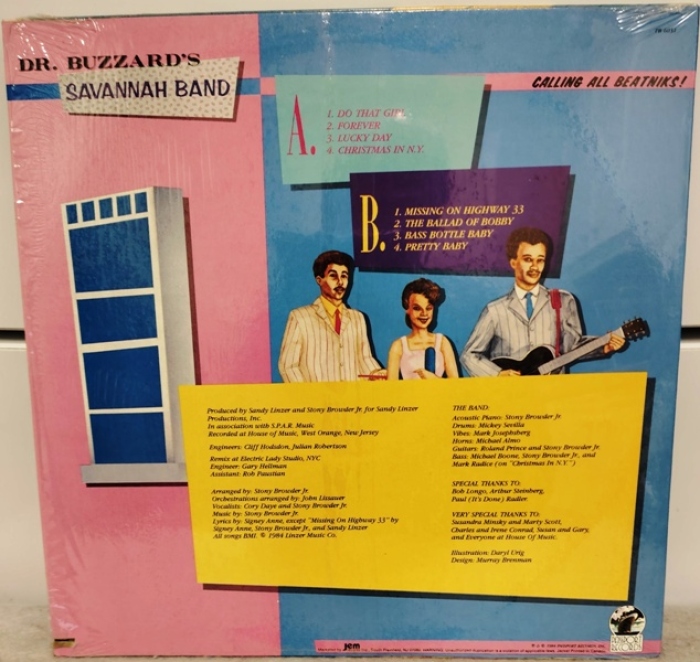 DR. BUZZARD'S
SAVANNAH BAND
CALLING ALL BEATNIKS!
A.
1. DO THAT GIRL
2. FOREVER
3. LUCKY DAY
4. CHRISTMAS IN N.Y.
B.
1. MISSING ON HIGHWAY 33
2. THE BALLAD OF BOBBY
3. BASS BOTTLE BABY
4. PRETTY BABY
Produced by Sandy Linzer and Stony Browder Jr. for Sandy Linzer
Productions, Inc.
In association with S.P.A.R. Music
Recorded at House of Music, West Orange, New Jersey
Engineers: Cliff Hodsdon, Julian Robertson
Remix at Electric Lady Studio, NYC
Engineer: Gary Hellman
Assistant: Rob Paustian
Arranged by: Stony Browder Jr.
Orchestrations arranged by: John Lissauer
Vocalists: Cory Daye and Stony Browder Jr.
Music by: Stony Browder Jr.
Lyrics by: Signey Anne, except "Missing On Highway 33" by
Signey Anne, Stony Browder Jr., and Sandy Linzer
All songs BMI. © 1984 Linzer Music Co.
THE BAND:
Acoustic Piano: Stony Browder Jr.
Drums: Mickey Sevilla
Vibes: Mark Josephsberg
Horns: Michael Almo
Guitars: Roland Prince and Stony Browder Jr.
Bass: Michael Boone, Stony Browder Jr., and
Mark Radice (on "Christmas In N.Y.")
SPECIAL THANKS TO:
Bob Longo, Arthur Steinberg,
Paul (It's Done) Radler
VERY SPECIAL THANKS TO:
Susandra Minsky and Marty Scott,
Charles and Irene Conrad, Susan and Gary,
and Everyone at House Of Music.
Illustration: Daryl Urig
Design: Murray Brenman
jem
PASSPORT
RECORDS